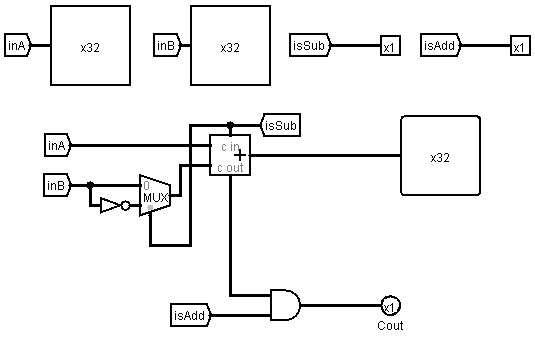 inA x32 inB x32 isSub x1 isAdd x1
isSub
inA c in
+ x32
c out
inB 0
MUX
isAdd x1
Cout